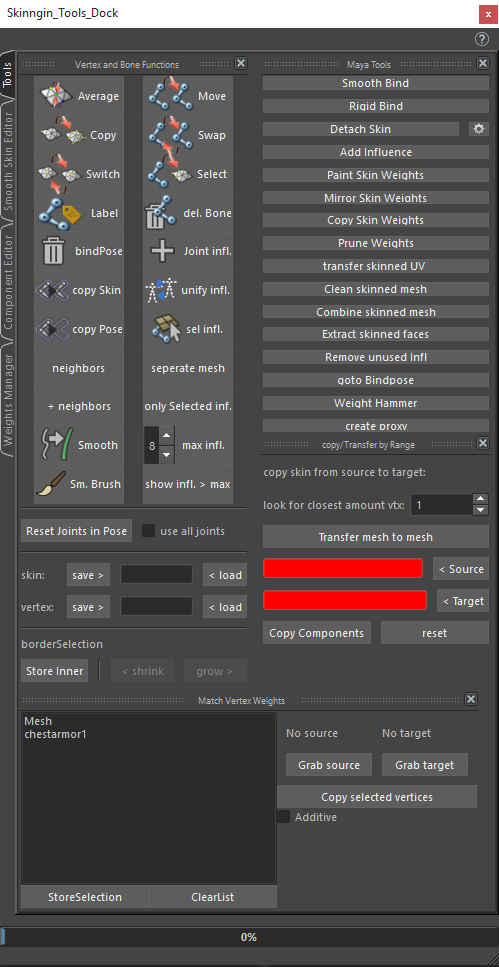 Skinngin_Tools_Dock
x
?
Tools
Smooth Skin Editor
Component Editor
Weights Manager
Vertex and Bone Functions
Average
Move
Copy
Swap
Switch
Select
Label
del. Bone
bindPose
Joint infl.
copy Skin
unify infl.
copy Pose
sel infl.
neighbors
seperate mesh
+ neighbors
only Selected inf.
Smooth
8
max infl.
Sm. Brush
show infl. > max
Reset Joints in Pose
use all joints
skin:
save >
< load
vertex:
save >
< load
borderSelection
Store Inner
< shrink
grow >
Maya Tools
Smooth Bind
Rigid Bind
Detach Skin
Add Influence
Paint Skin Weights
Mirror Skin Weights
Copy Skin Weights
Prune Weights
transfer skinned UV
Clean skinned mesh
Combine skinned mesh
Extract skinned faces
Remove unused Infl
goto Bindpose
Weight Hammer
create proxy
copy/Transfer by Range
copy skin from source to target:
look for closest amount vtx:
1
Transfer mesh to mesh
< Source
< Target
Copy Components
reset
Match Vertex Weights
Mesh
chestarmor1
No source
No target
Grab source
Grab target
Copy selected vertices
Additive
StoreSelection
ClearList
0%